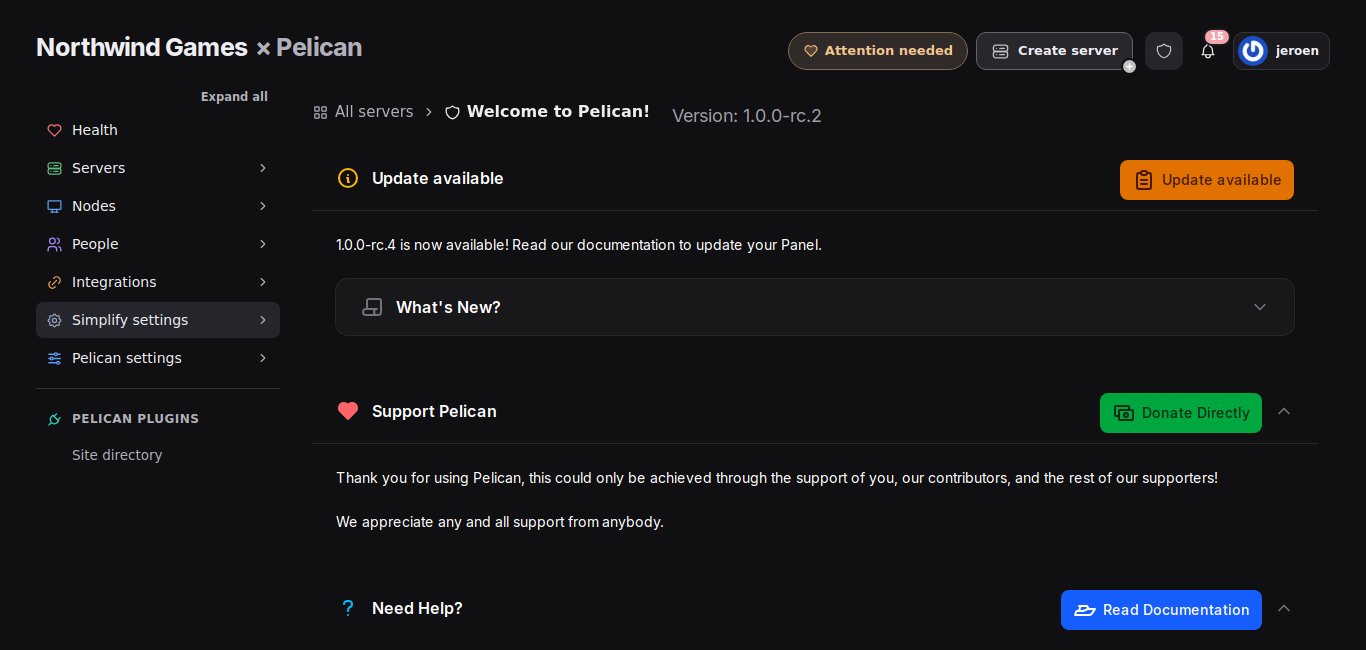 Northwind Games × Pelican
Attention needed
Create server
15
jeroen
Expand all
Health
Servers
Nodes
People
Integrations
Simplify settings
Pelican settings
PELICAN PLUGINS
Site directory
All servers
Welcome to Pelican!
Version: 1.0.0-rc.2
Update available
Update available
1.0.0-rc.4 is now available! Read our documentation to update your Panel.
What's New?
Support Pelican
Donate Directly
Thank you for using Pelican, this could only be achieved through the support of you, our contributors, and the rest of our supporters!
We appreciate any and all support from anybody.
Need Help?
Read Documentation